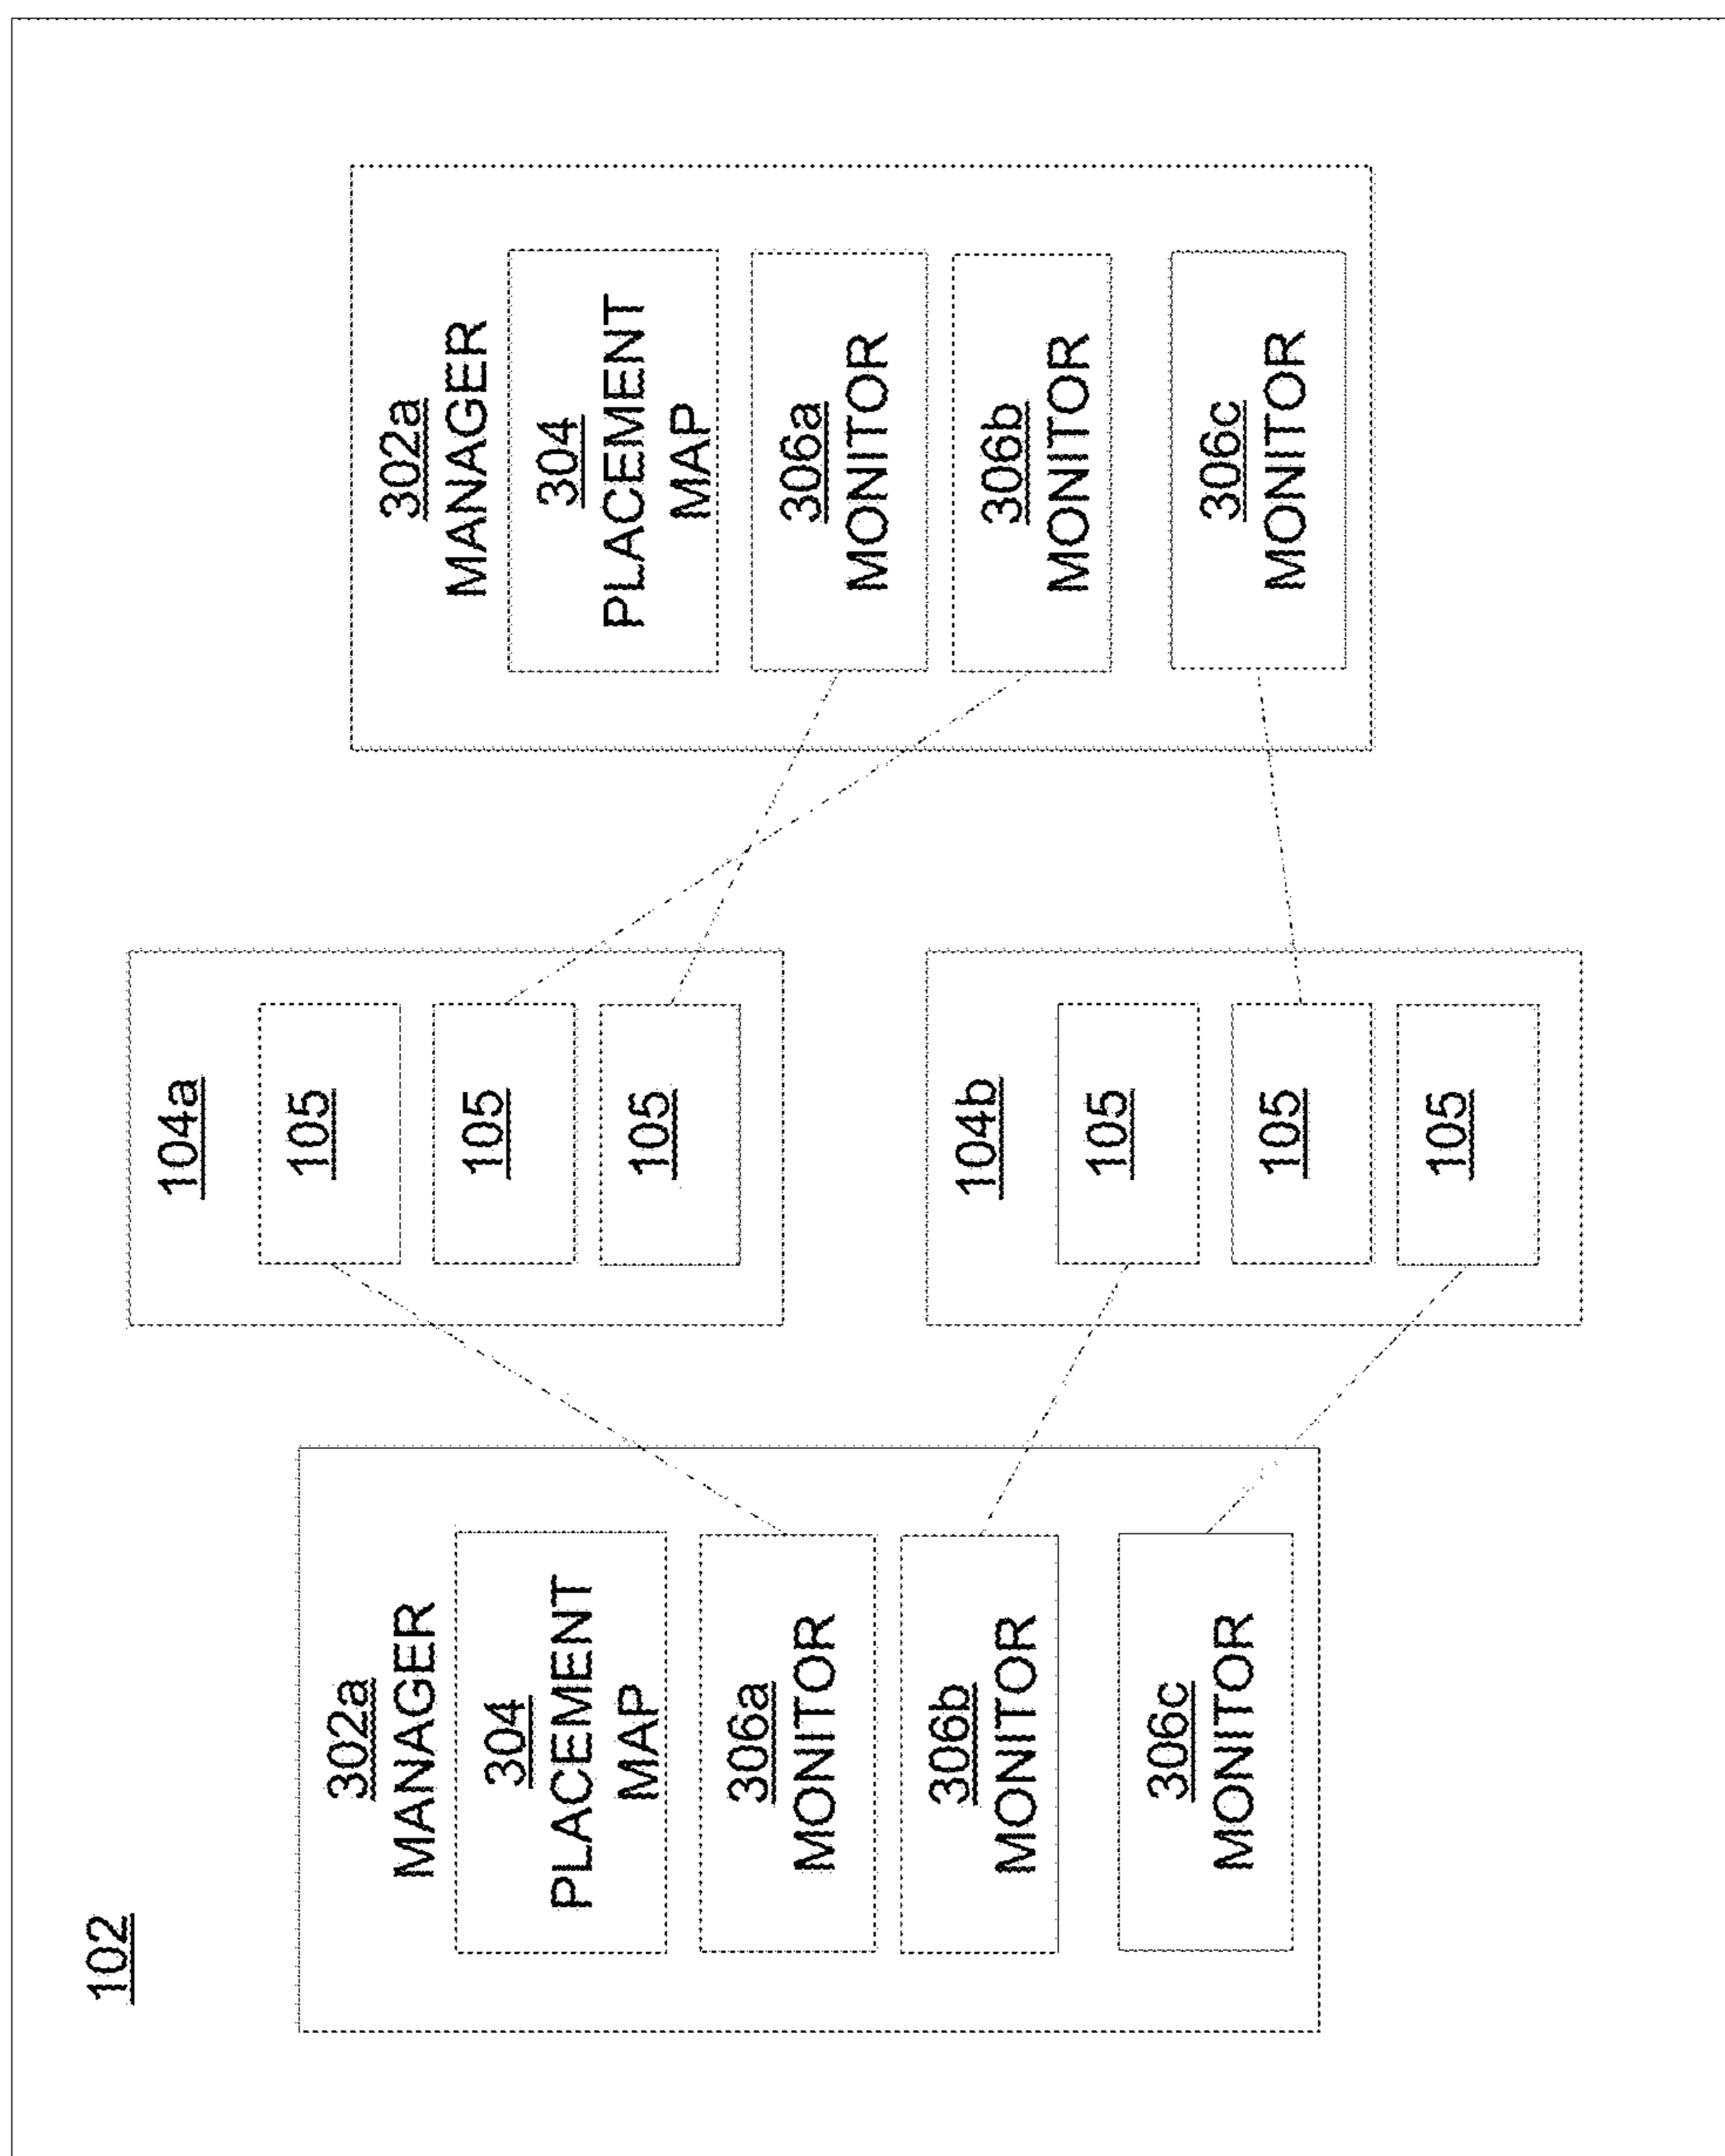 102
302a
MANAGER
304
PLACEMENT
MAP
306a
MONITOR
306b
MONITOR
306c
MONITOR
104a
105
105
105
104b
105
105
105
302a
MANAGER
304
PLACEMENT
MAP
306a
MONITOR
306b
MONITOR
306c
MONITOR